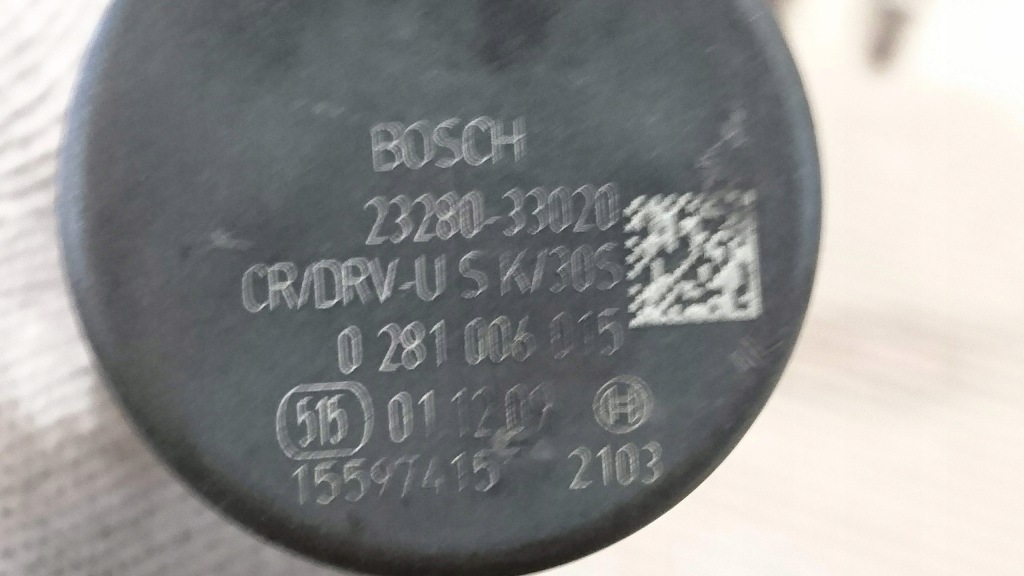 BOSCH
23280-33020
CR/DRV-U S K/30S
0 281 006 015
515 01.12.09
15597415 2103